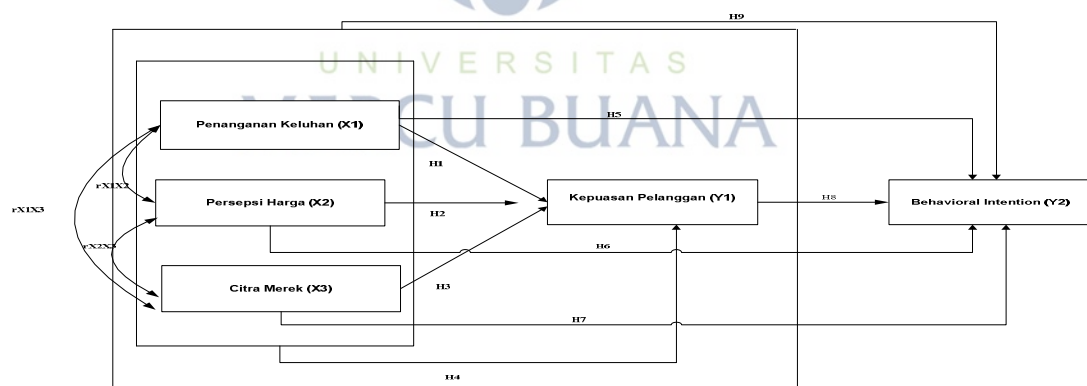 H9
UNIVERSITAS
MERCU BUANA
Penanganan Keluhan (X1)
H5
H1
rX1X2
rX1X3
Persepsi Harga (X2)
H2
Kepuasan Pelanggan (Y1)
H8
Behavioral Intention (Y2)
rX2X3
H6
Citra Merek (X3)
H3
H7
H4